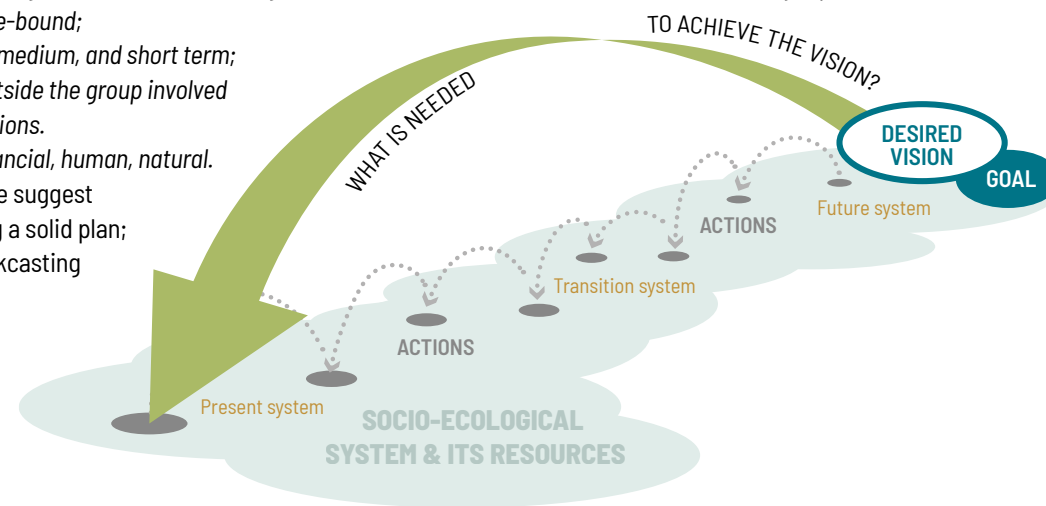 e-bound;
medium, and short term;
tside the group involved
ions.
ancial, human, natural.
e suggest
g a solid plan;
kcasting
WHAT IS NEEDED
TO ACHIEVE THE VISION?
DESIRED
VISION
GOAL
Future system
ACTIONS
Transition system
ACTIONS
Present system
SOCIO-ECOLOGICAL
SYSTEM & ITS RESOURCES